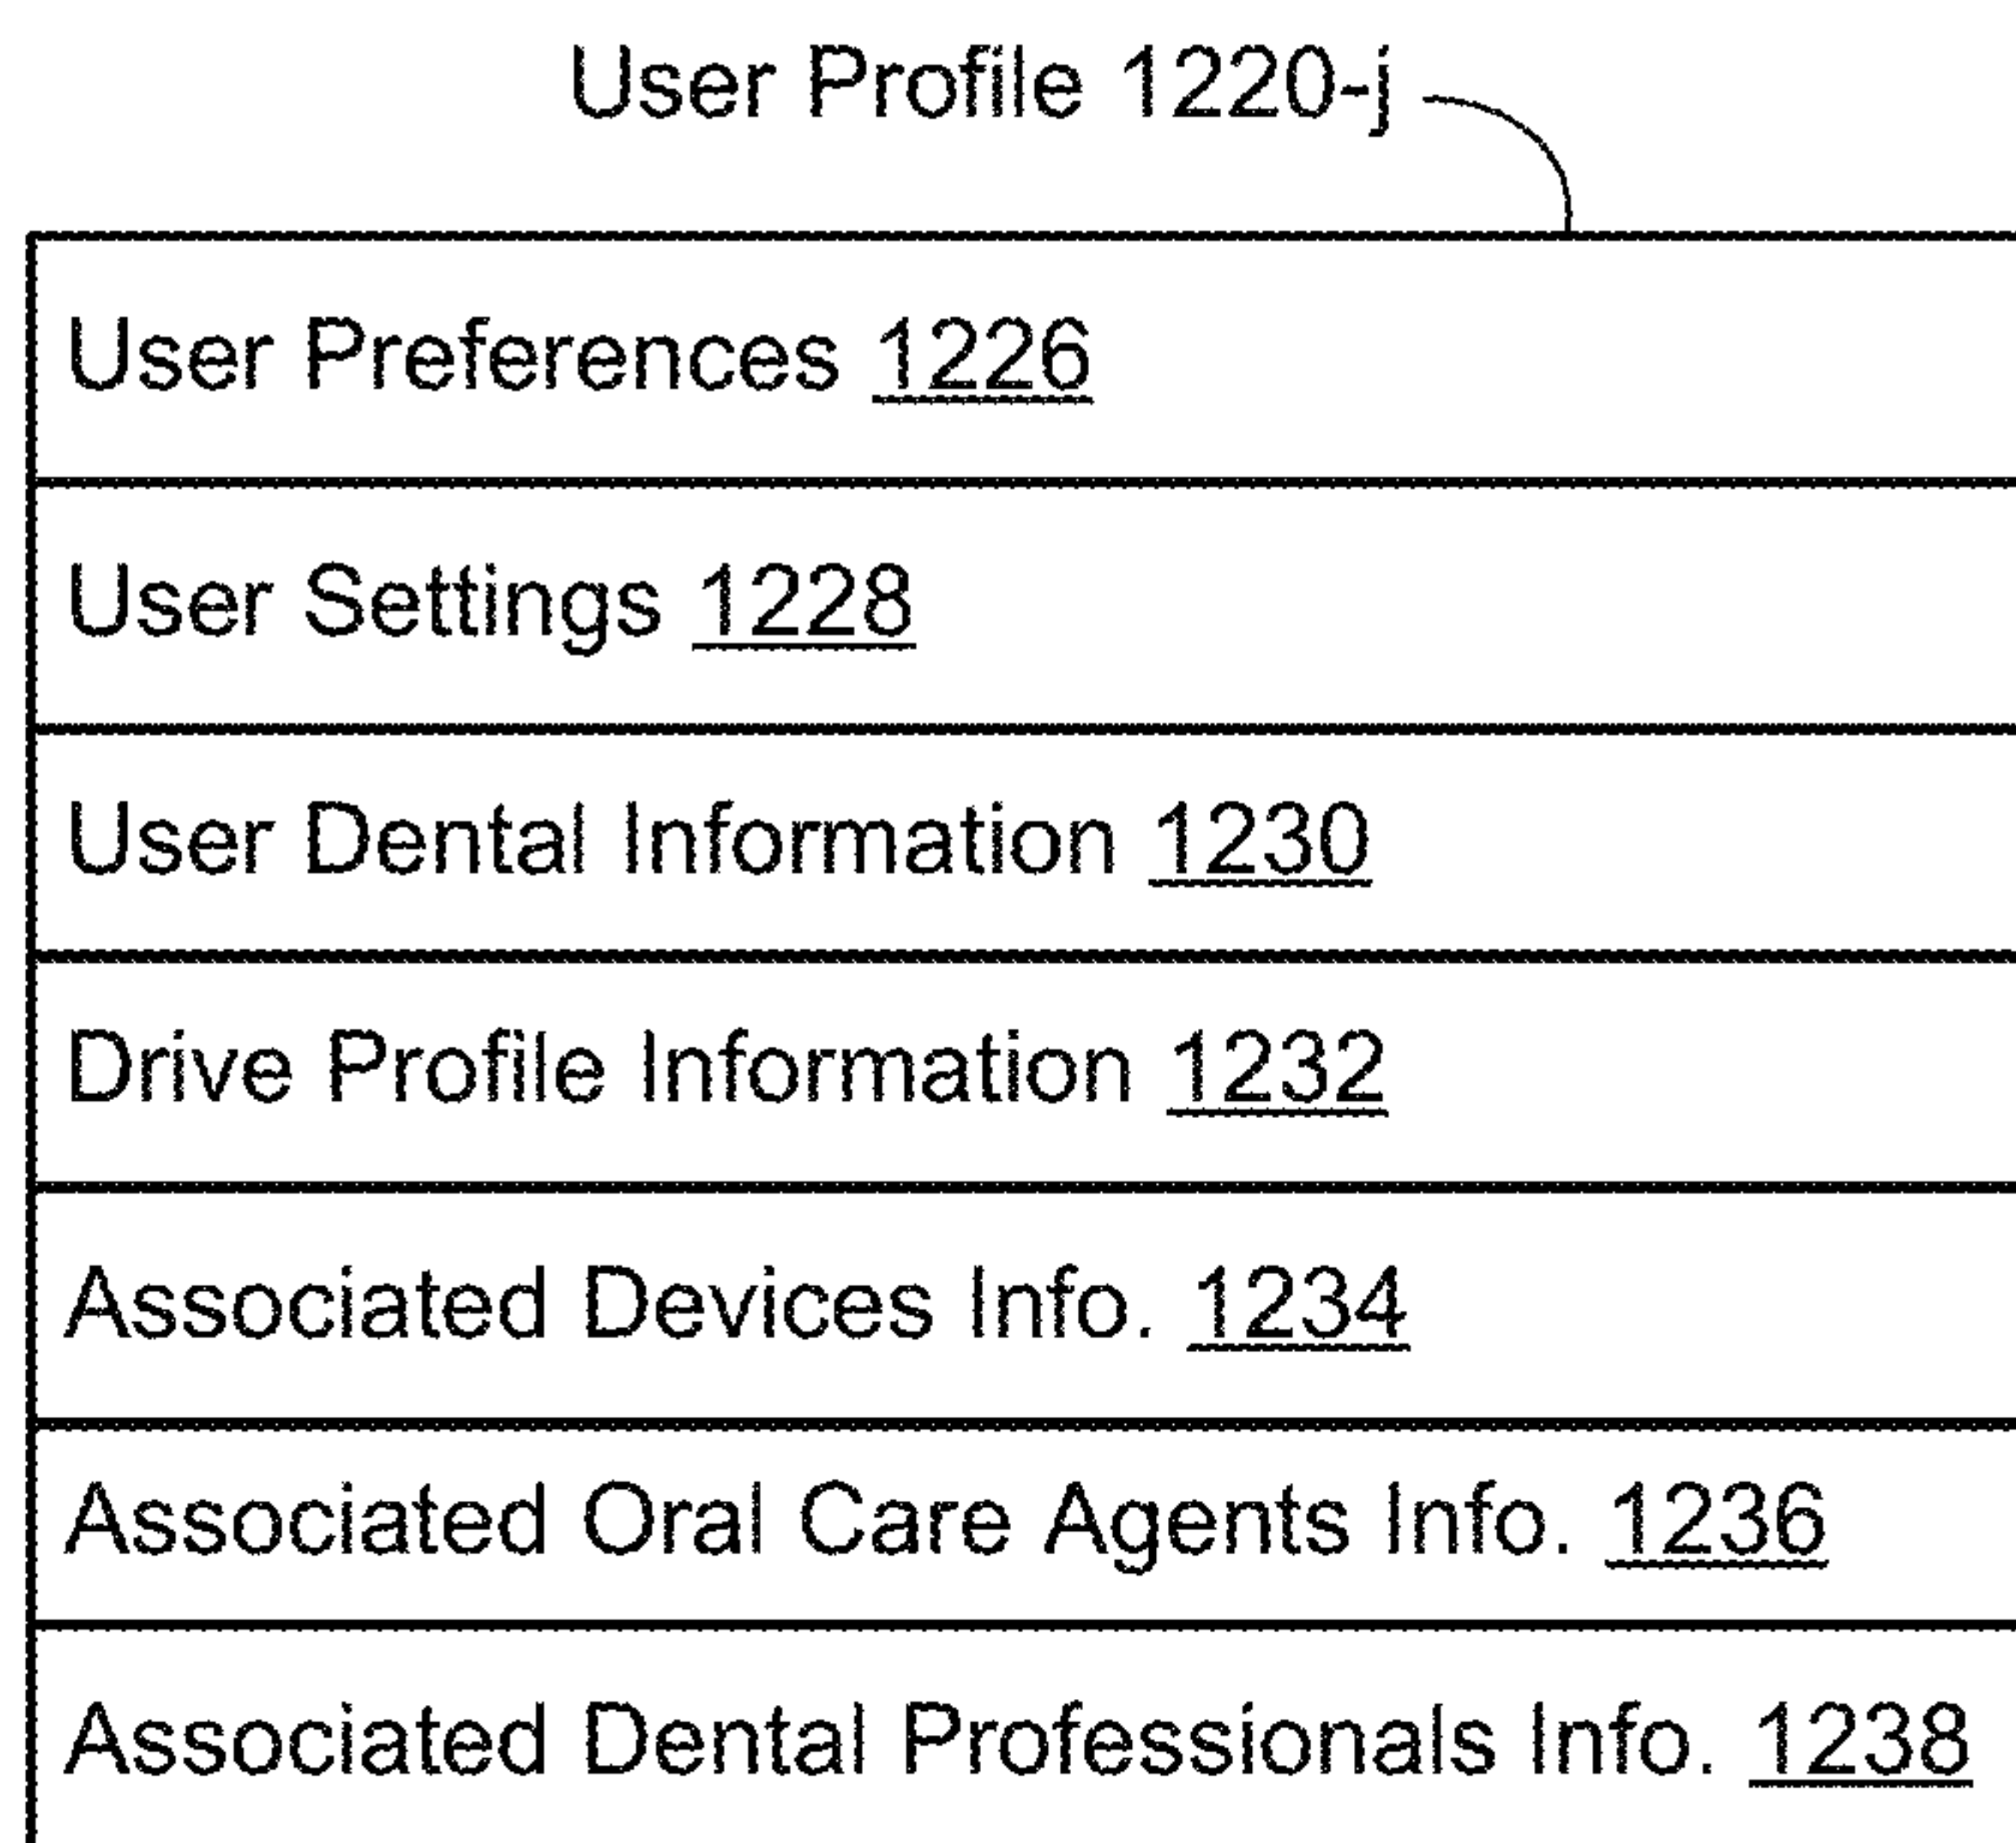 User Profile 1220-j
User Preferences 1226
User Settings 1228
User Dental Information 1230
Drive Profile Information 1232
Associated Devices Info. 1234
Associated Oral Care Agents Info. 1236
Associated Dental Professionals Info. 1238